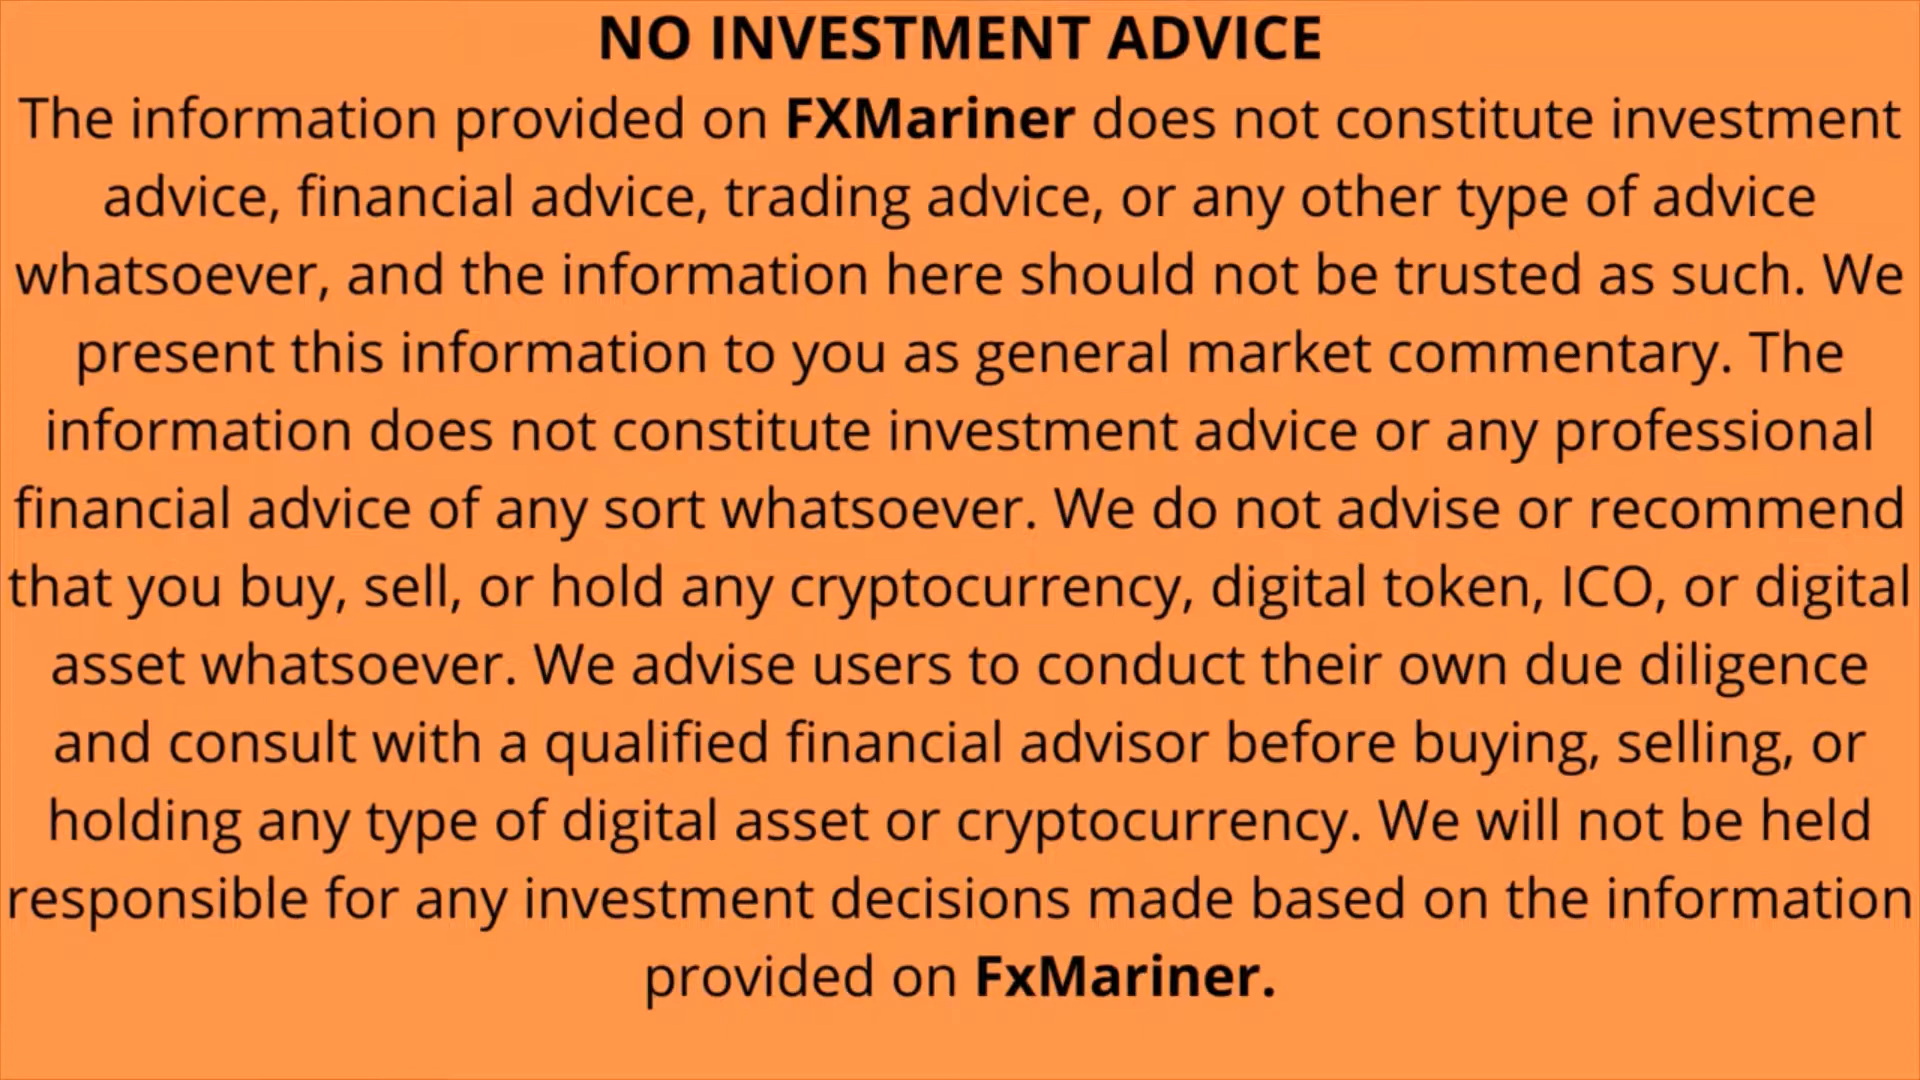 NO INVESTMENT ADVICE
The information provided on FXMariner does not constitute investment
advice, financial advice, trading advice, or any other type of advice
whatsoever, and the information here should not be trusted as such. We
present this information to you as general market commentary. The
information does not constitute investment advice or any professional
financial advice of any sort whatsoever. We do not advise or recommend
that you buy, sell, or hold any cryptocurrency, digital token, ICO, or digital
asset whatsoever. We advise users to conduct their own due diligence
and consult with a qualified financial advisor before buying, selling, or
holding any type of digital asset or cryptocurrency. We will not be held
responsible for any investment decisions made based on the information
provided on FxMariner.